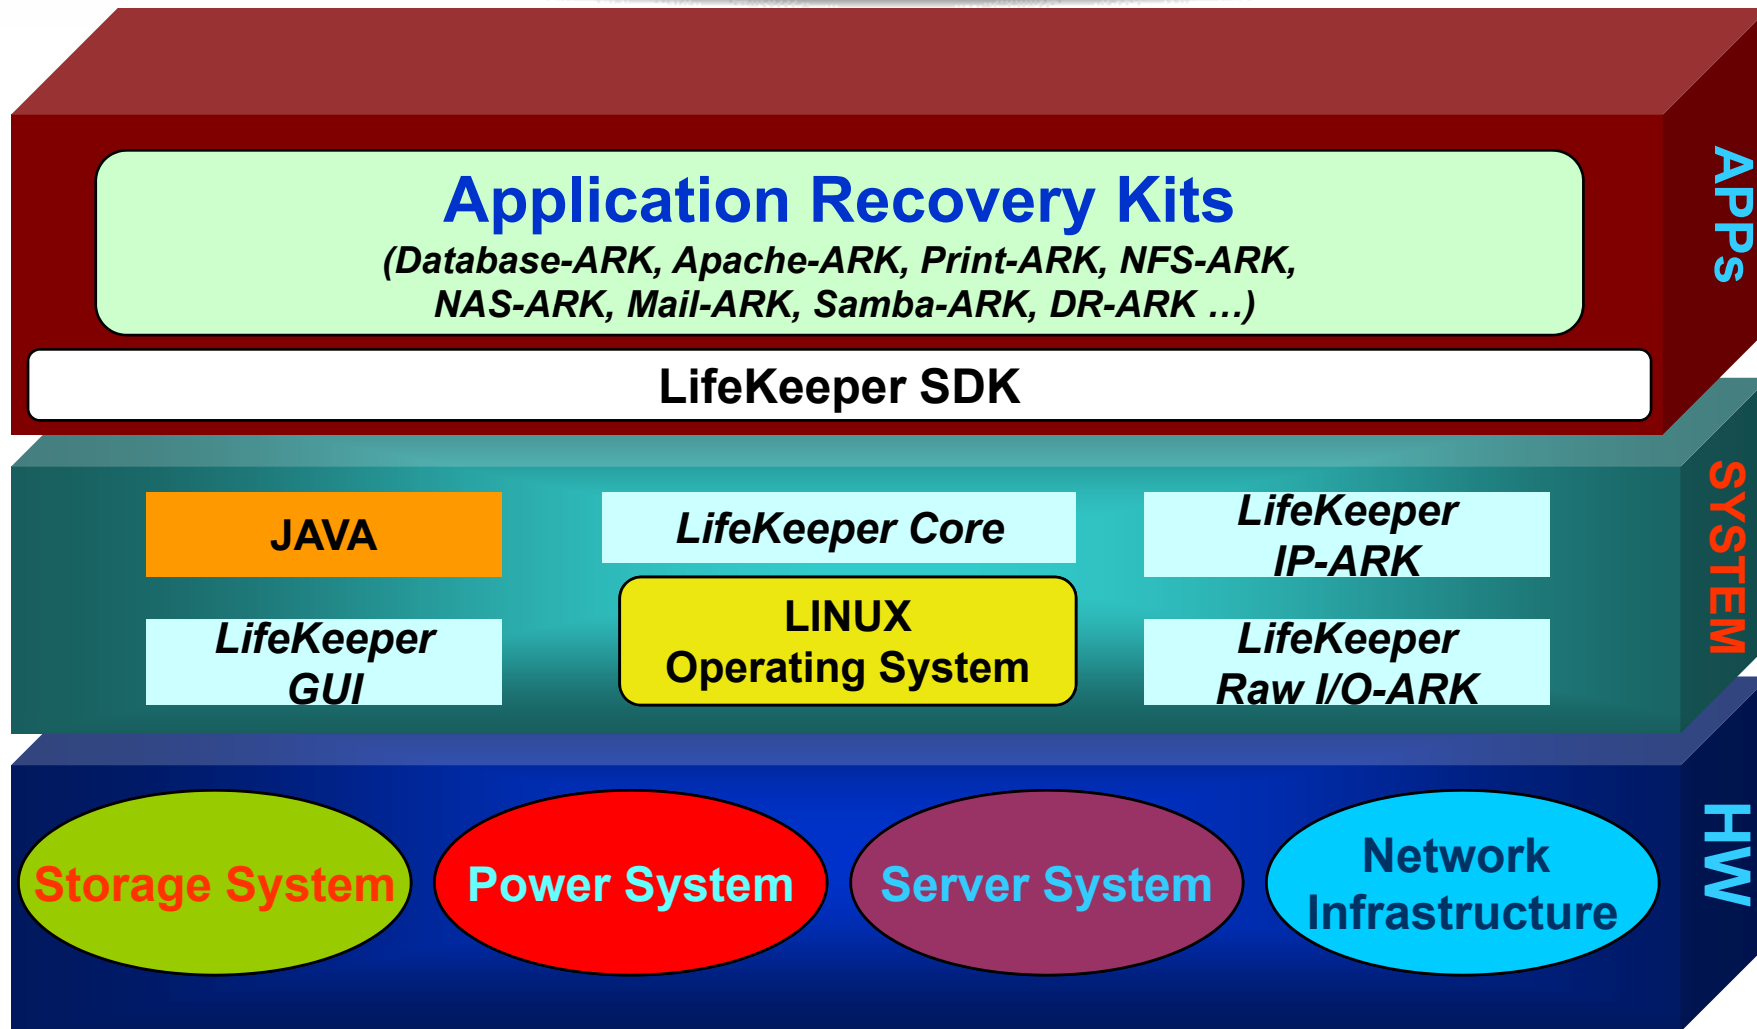 Application Recovery Kits
(Database-ARK, Apache-ARK, Print-ARK, NFS-ARK,
NAS-ARK, Mail-ARK, Samba-ARK, DR-ARK …)
APPs
LifeKeeper SDK
JAVA
LifeKeeper Core
LifeKeeper
IP-ARK
SYSTEM
LifeKeeper
GUI
LINUX
Operating System
LifeKeeper
Raw I/O-ARK
Storage System
Power System
Server System
Network
Infrastructure
HW